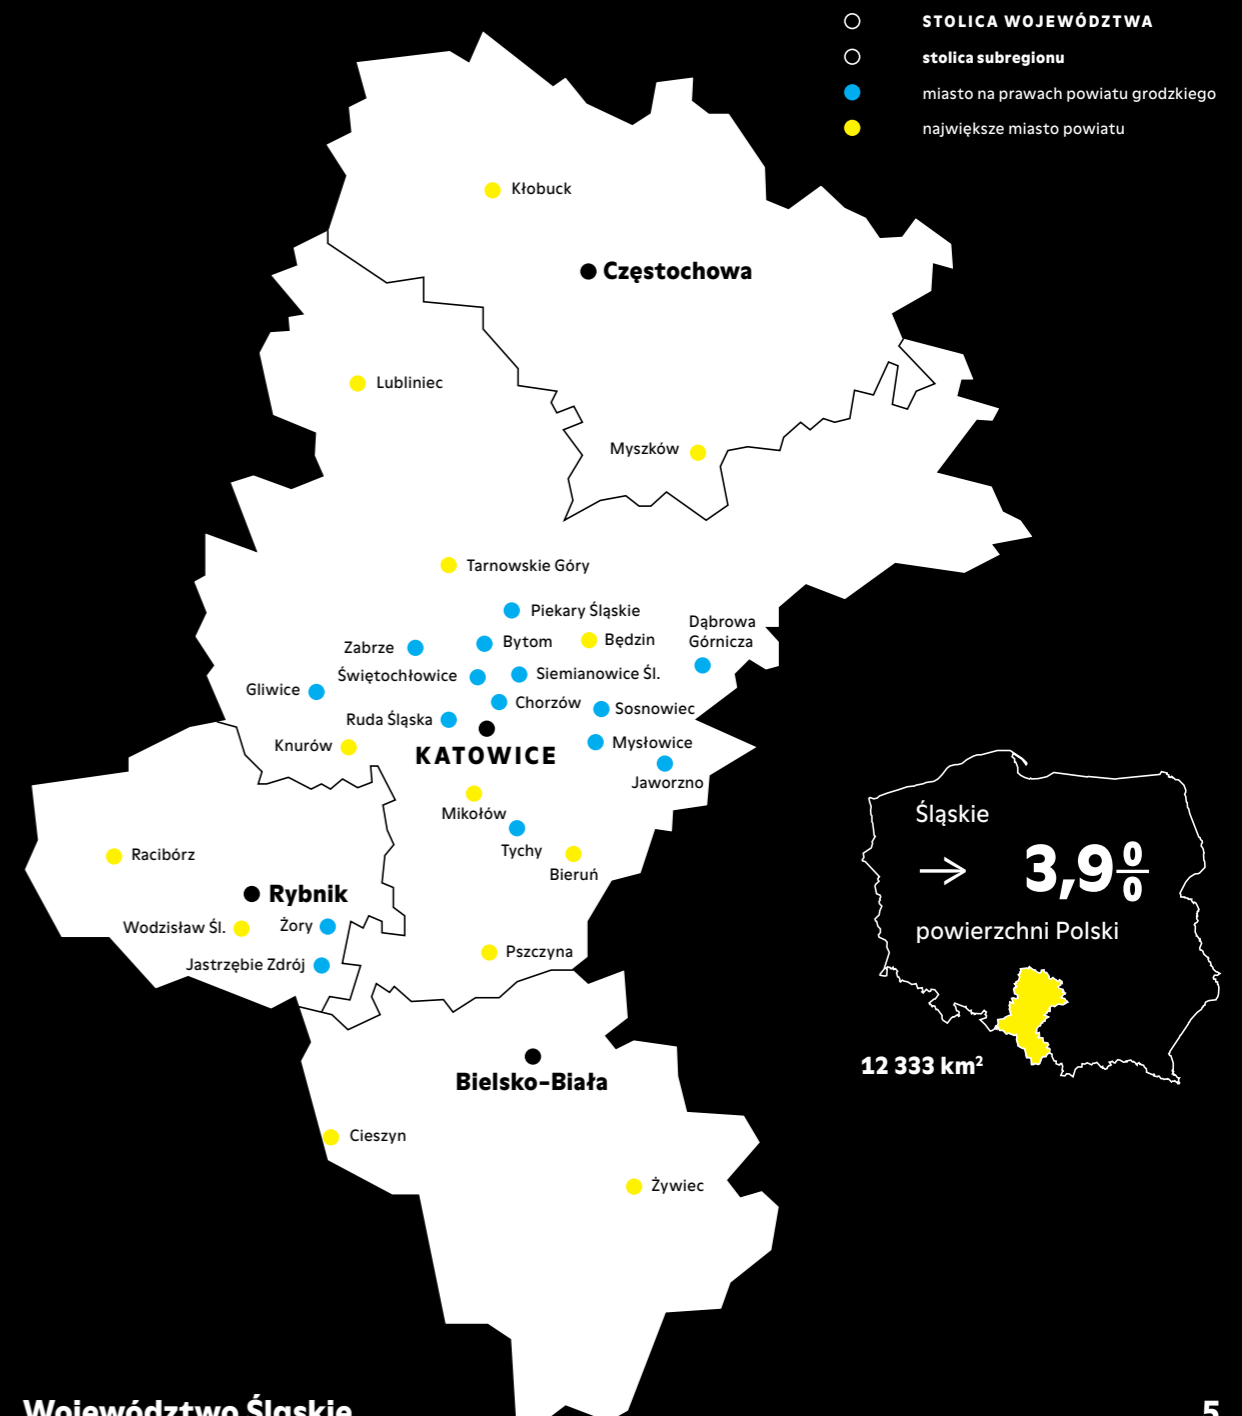 STOLICA WOJEWÓDZTWA
stolica subregionu
miasto na prawach powiatu grodzkiego
największe miasto powiatu
Kłobuck
Częstochowa
Lubliniec
Myszków
Tarnowskie Góry
Piekary Śląskie
Dąbrowa
Górnicza
Zabrze
Bytom
Będzin
Świętochłowice
Siemianowice Śl.
Gliwice
Chorzów
Sosnowiec
Ruda Śląska
Knurów
KATOWICE
Mysłowice
Jaworzno
Mikołów
Tychy
Bieruń
Racibórz
Rybnik
Wodzisław Śl.
Żory
Jastrzębie Zdrój
Pszczyna
Bielsko-Biała
Cieszyn
Żywiec
Śląskie
→ 3,9%
powierzchni Polski
12 333 km²
Województwo Śląskie
5